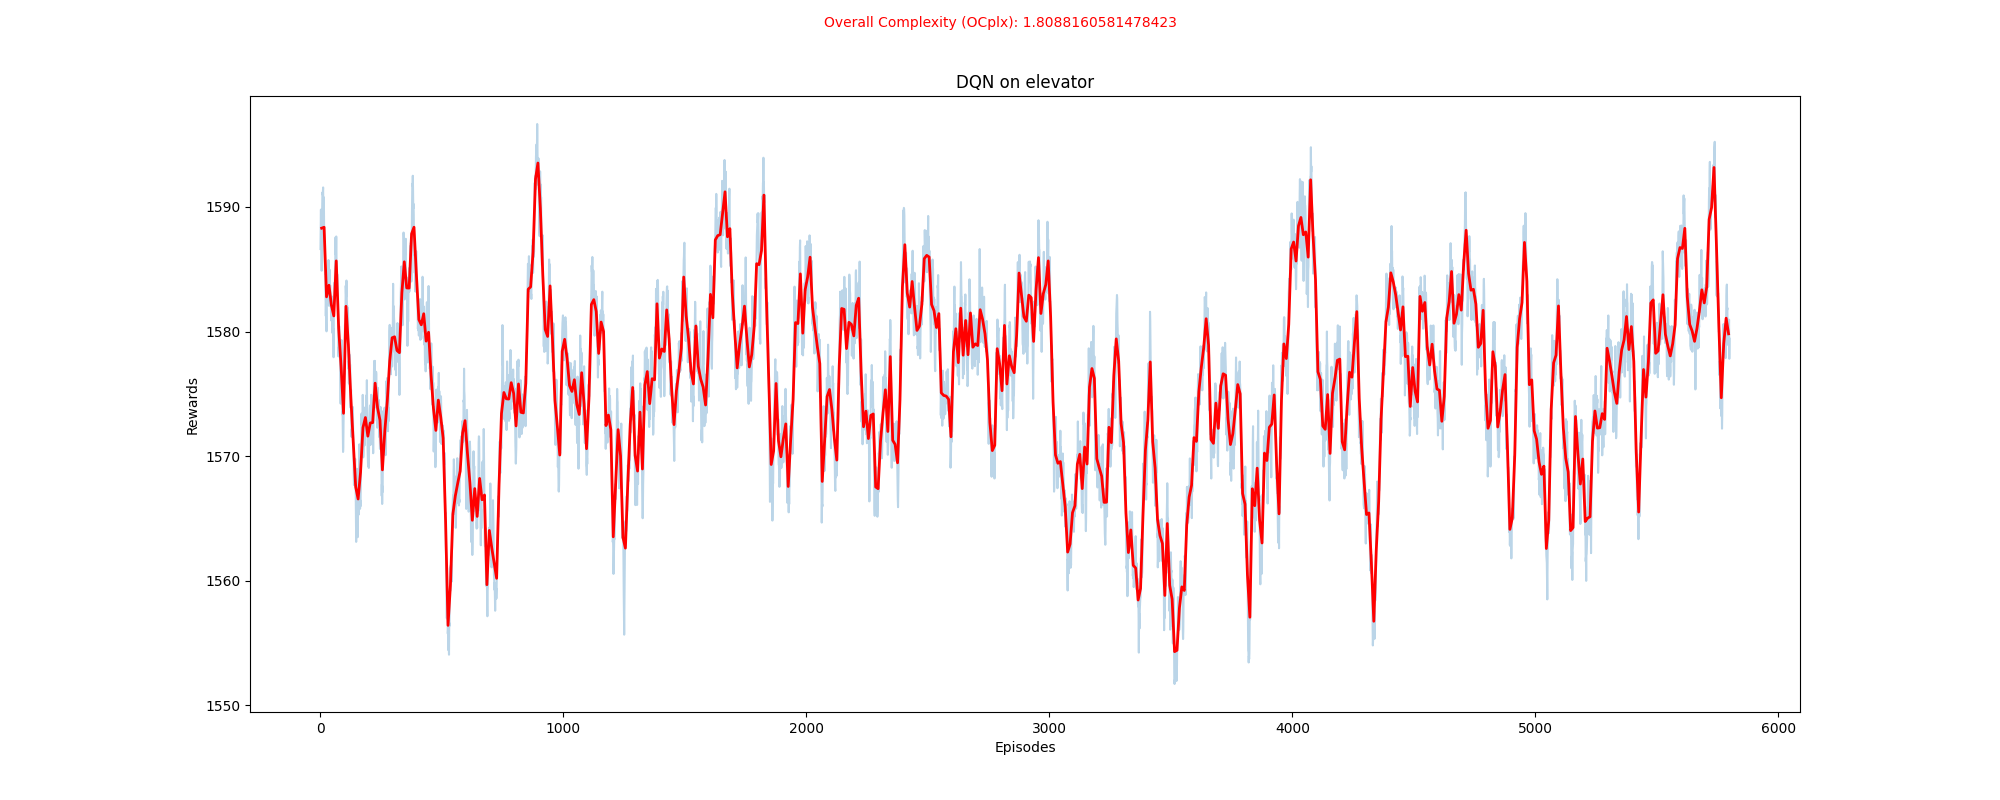 Overall Complexity (OCplx): 1.8088160581478423
DQN on elevator
Rewards
1590
1580
1570
1560
1550
0 1000 2000 3000 4000 5000 6000
Episodes